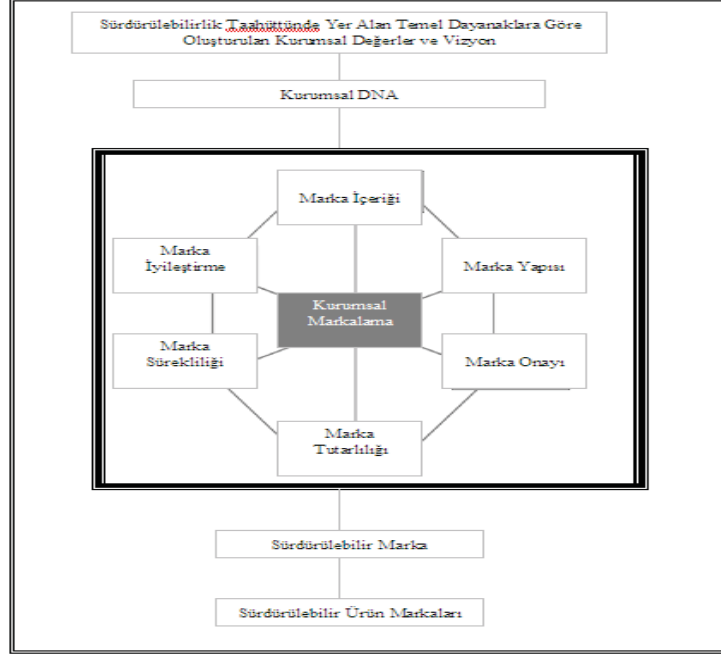 Sürdürülebilirlik Taahüttünde Yer Alan Temel Dayanaklara Göre
Oluşturulan Kurumsal Değerler ve Vizyon
Kurumsal DNA
Marka İçeriği
Marka
İyileştirme
Marka Yapısı
Kurumsal
Markalama
Marka
Sürekliliği
Marka Onayı
Marka
Tutarlılığı
Sürdürülebilir Marka
Sürdürülebilir Ürün Markaları